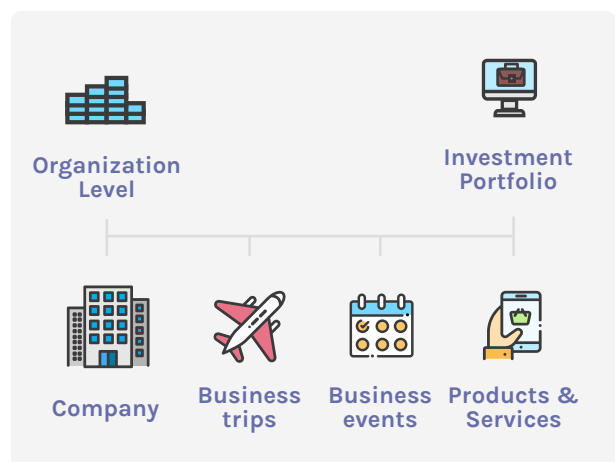 Organization
Level
Investment
Portfolio
Company
Business
trips
Business
events
Products &
Services